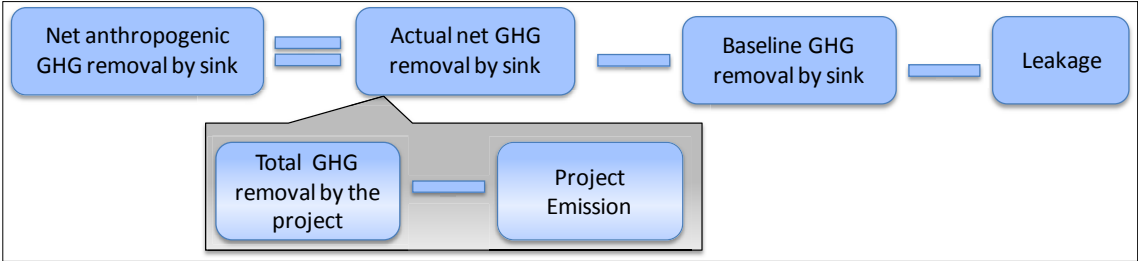 Net anthropogenic
GHG removal by sink
Actual net GHG
removal by sink
Baseline GHG
removal by sink
Leakage
Total GHG
removal by the
project
Project
Emission